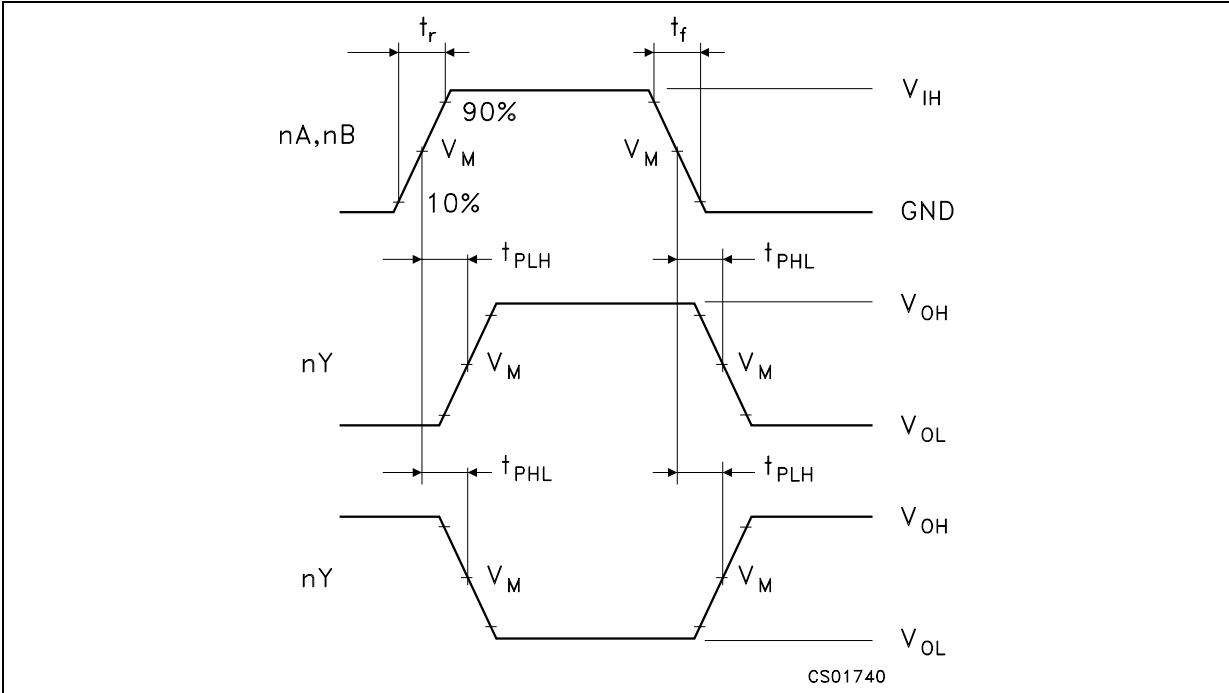 tr tf
VIH
90%
nA,nB VM VM
10% GND
tPLH tPHL
VOH
nY VM VM
VOL
tPHL tPLH
VOH
nY VM VM
VOL
CS01740